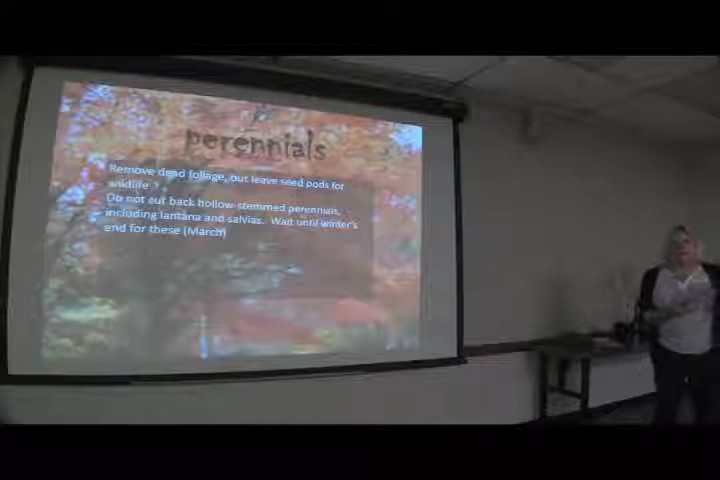 perennials
Remove dead foliage, but leave seed pods for
wildlife
Do not cut back hollow-stemmed perennials,
including lantana and salvias. Wait until winter's
end for these (March)